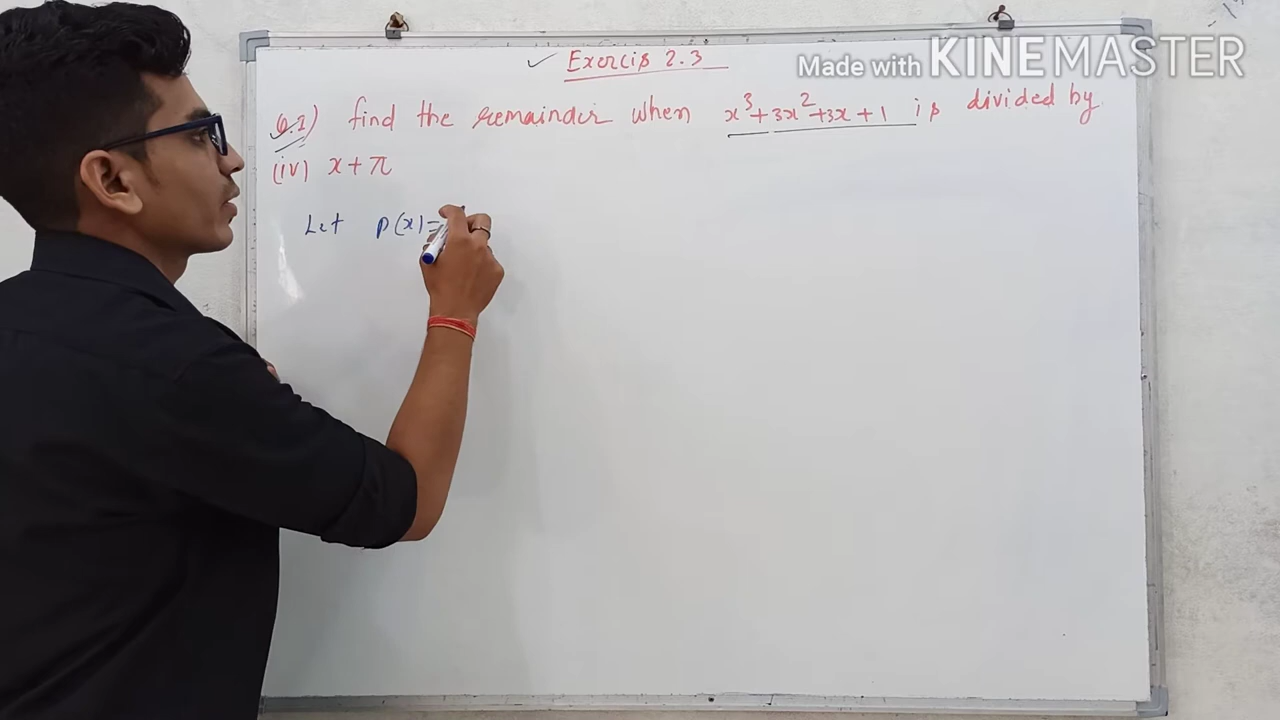 Made with KINEMASTER
✓ Exercis 2.3
Q.1) find the remainder when x³+3x²+3x+1 is divided by
(iv) x+π
Let p(x)=